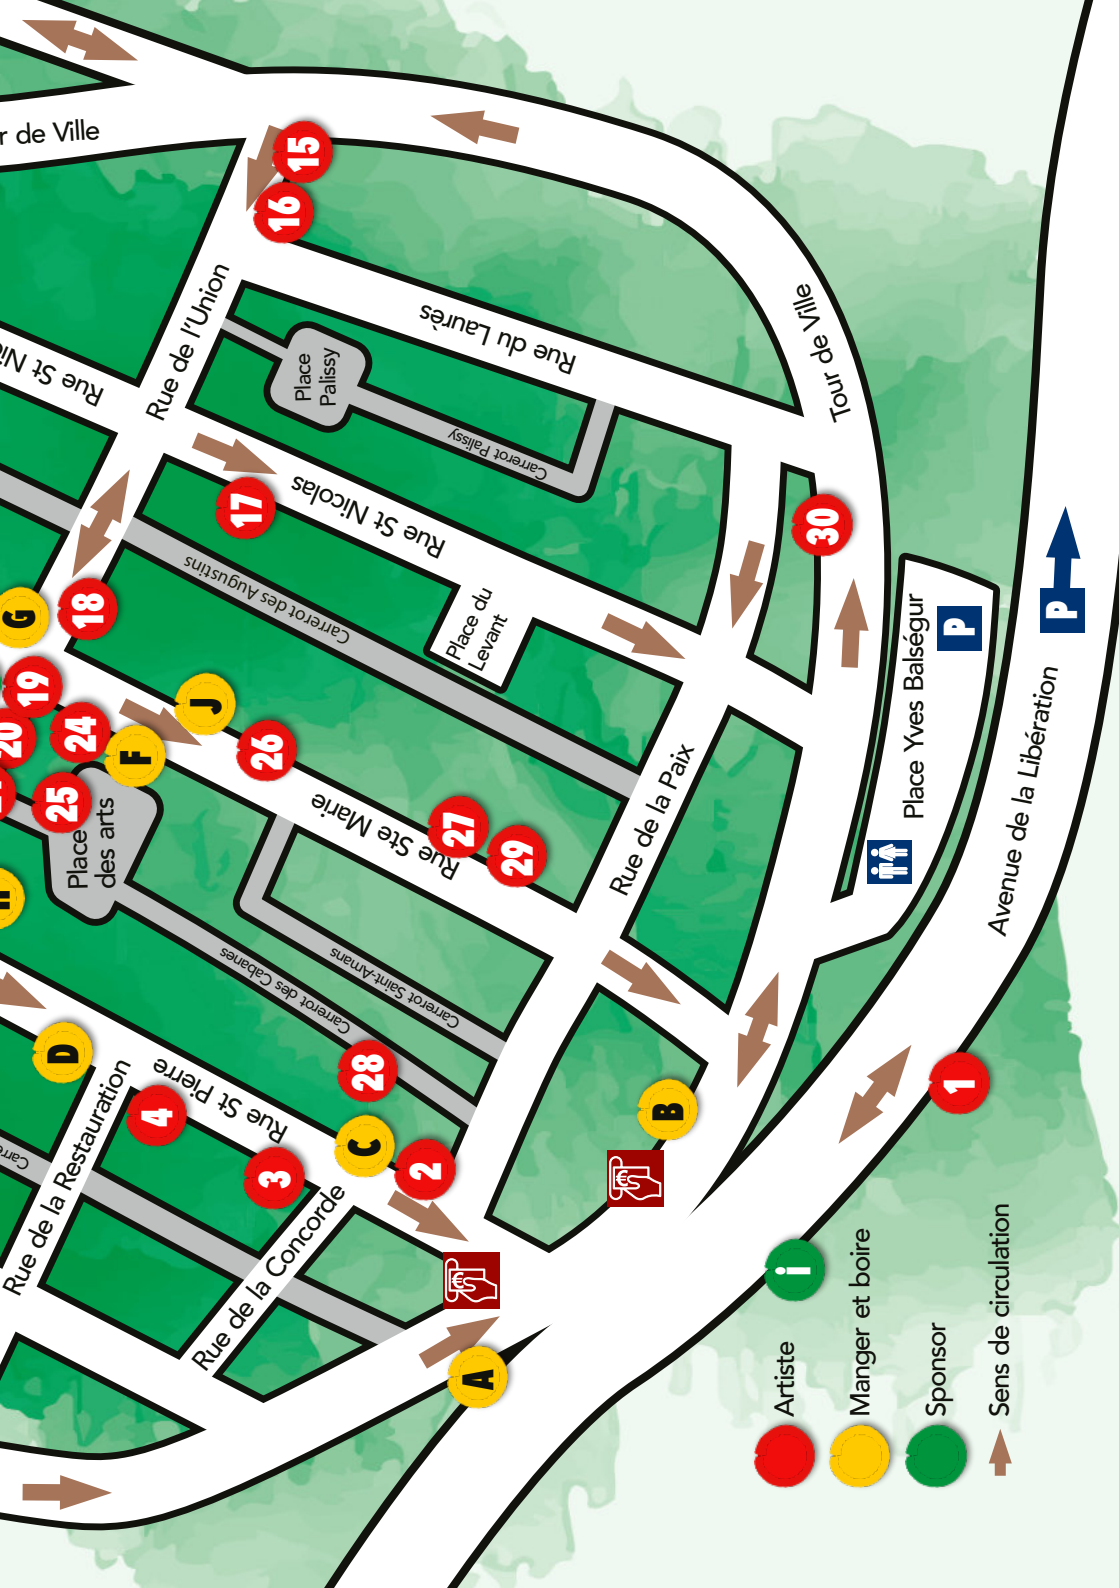 r de Ville
15
16
Rue de l'Union
Rue St Ni
Place
Palissy
Rue du Laurès
Carrerot Palissy
Tour de Ville
17
Rue St Nicolas
Carrerot des Augustins
Place du
Levant
30
G
18
19
20
24
F
J
26
25
Place
des arts
Rue Ste Marie
27
29
Rue de la Paix
Place Yves Balségur
P
P
Avenue de la Libération
Carrerot Saint-Amans
Carrerot des Cabanes
28
D
Rue St Pierre
4
3
C
2
B
1
Carre
Rue de la Restauration
Rue de la Concorde
€
€
A
i
Artiste
Manger et boire
Sponsor
Sens de circulation